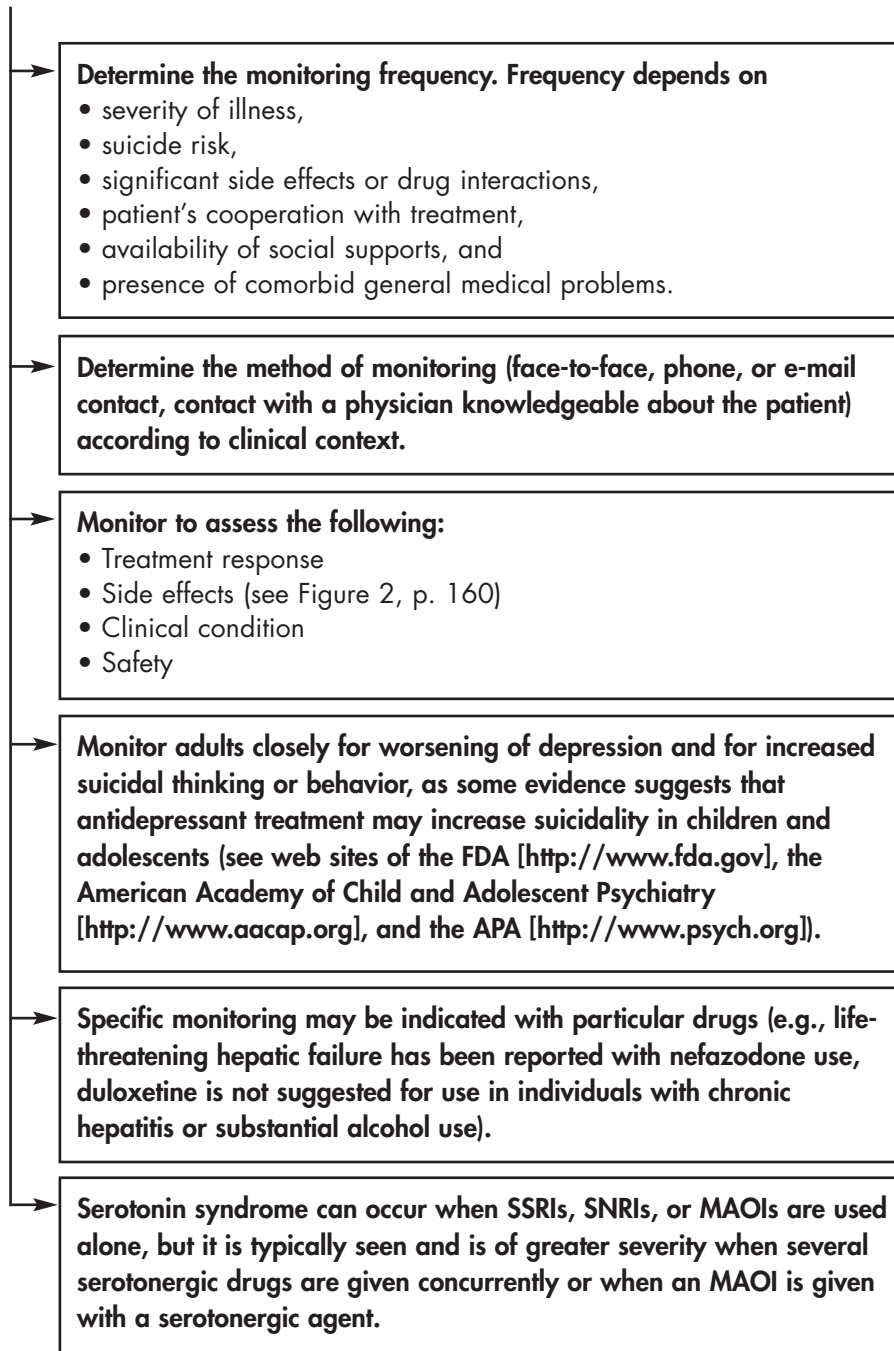 Determine the monitoring frequency. Frequency depends on
• severity of illness,
• suicide risk,
• significant side effects or drug interactions,
• patient’s cooperation with treatment,
• availability of social supports, and
• presence of comorbid general medical problems.
Determine the method of monitoring (face-to-face, phone, or e-mail
contact, contact with a physician knowledgeable about the patient)
according to clinical context.
Monitor to assess the following:
• Treatment response
• Side effects (see Figure 2, p. 160)
• Clinical condition
• Safety
Monitor adults closely for worsening of depression and for increased
suicidal thinking or behavior, as some evidence suggests that
antidepressant treatment may increase suicidality in children and
adolescents (see web sites of the FDA [http://www.fda.gov], the
American Academy of Child and Adolescent Psychiatry
[http://www.aacap.org], and the APA [http://www.psych.org]).
Specific monitoring may be indicated with particular drugs (e.g., life-
threatening hepatic failure has been reported with nefazodone use,
duloxetine is not suggested for use in individuals with chronic
hepatitis or substantial alcohol use).
Serotonin syndrome can occur when SSRIs, SNRIs, or MAOIs are used
alone, but it is typically seen and is of greater severity when several
serotonergic drugs are given concurrently or when an MAOI is given
with a serotonergic agent.